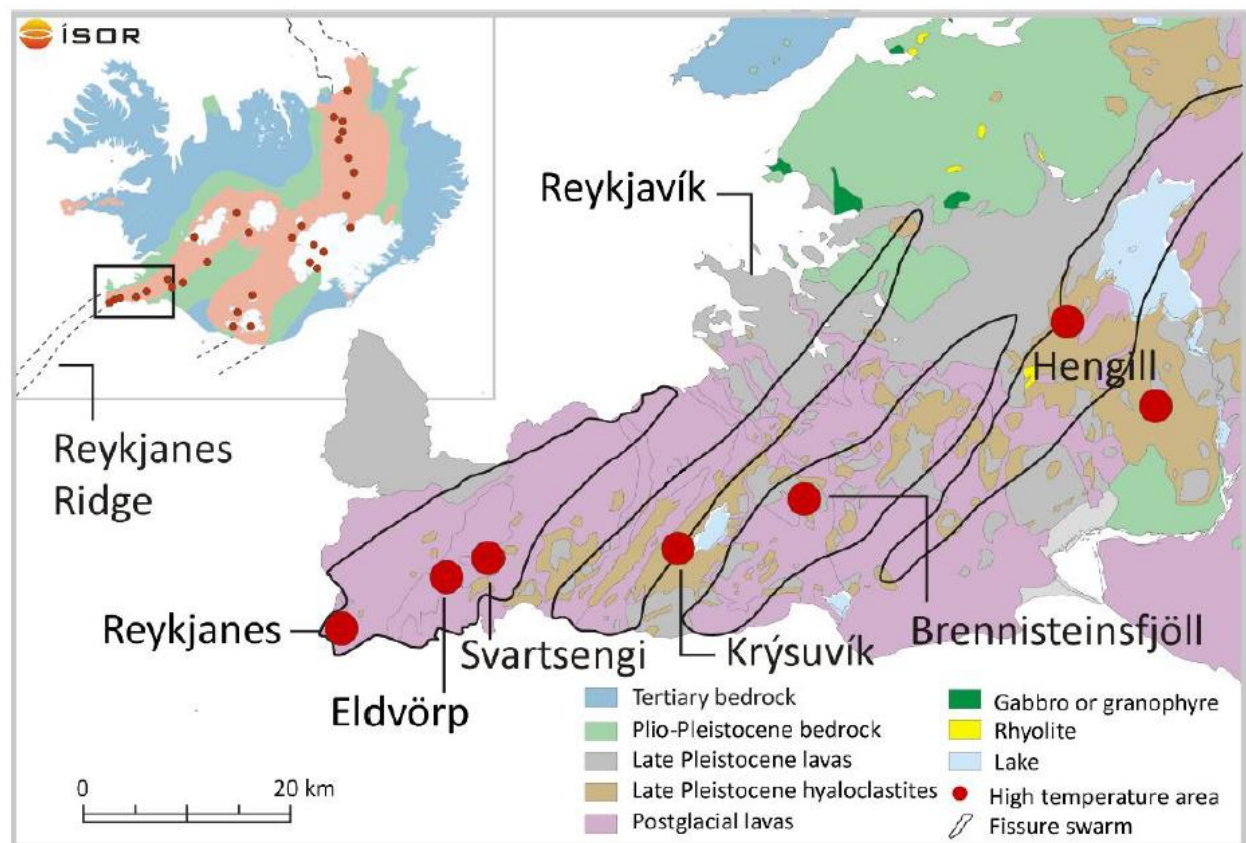 ÍSOR
Reykjavík
Hengill
Reykjanes
Ridge
Reykjanes
Svartsengi
Krýsuvík
Brennisteinsfjöll
Eldvörp
Tertiary bedrock
Plio-Pleistocene bedrock
Late Pleistocene lavas
Late Pleistocene hyaloclastites
Postglacial lavas
Gabbro or granophyre
Rhyolite
Lake
High temperature area
Fissure swarm
0 20 km